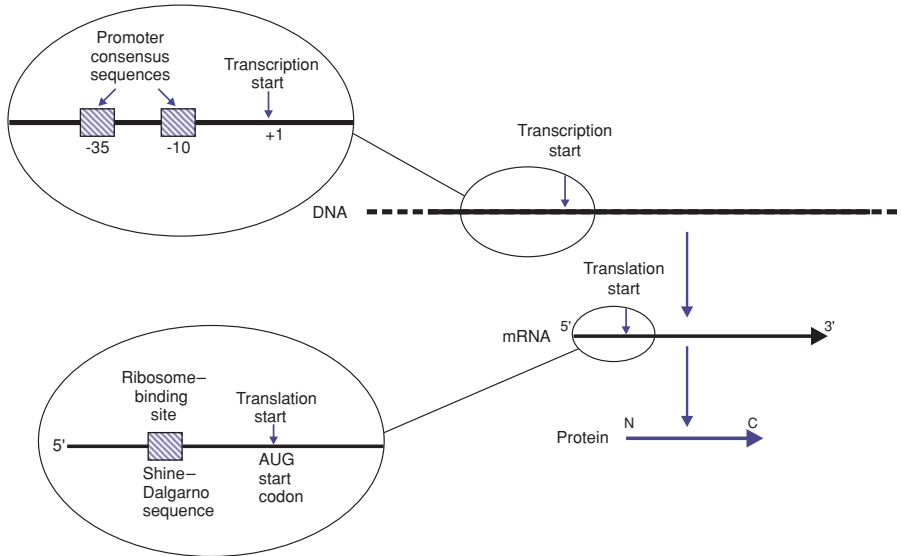 Promoter
consensus
sequences
Transcription
start
-35
-10
+1
Transcription
start
DNA
Translation
start
mRNA
5'
3'
Ribosome–
binding
site
Translation
start
5'
AUG
start
codon
Shine–
Dalgarno
sequence
Protein
N
C